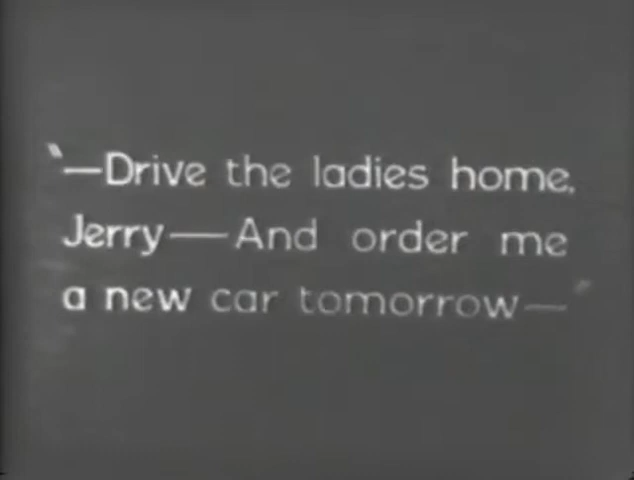 "—Drive the ladies home,
Jerry—And order me
a new car tomorrow—"